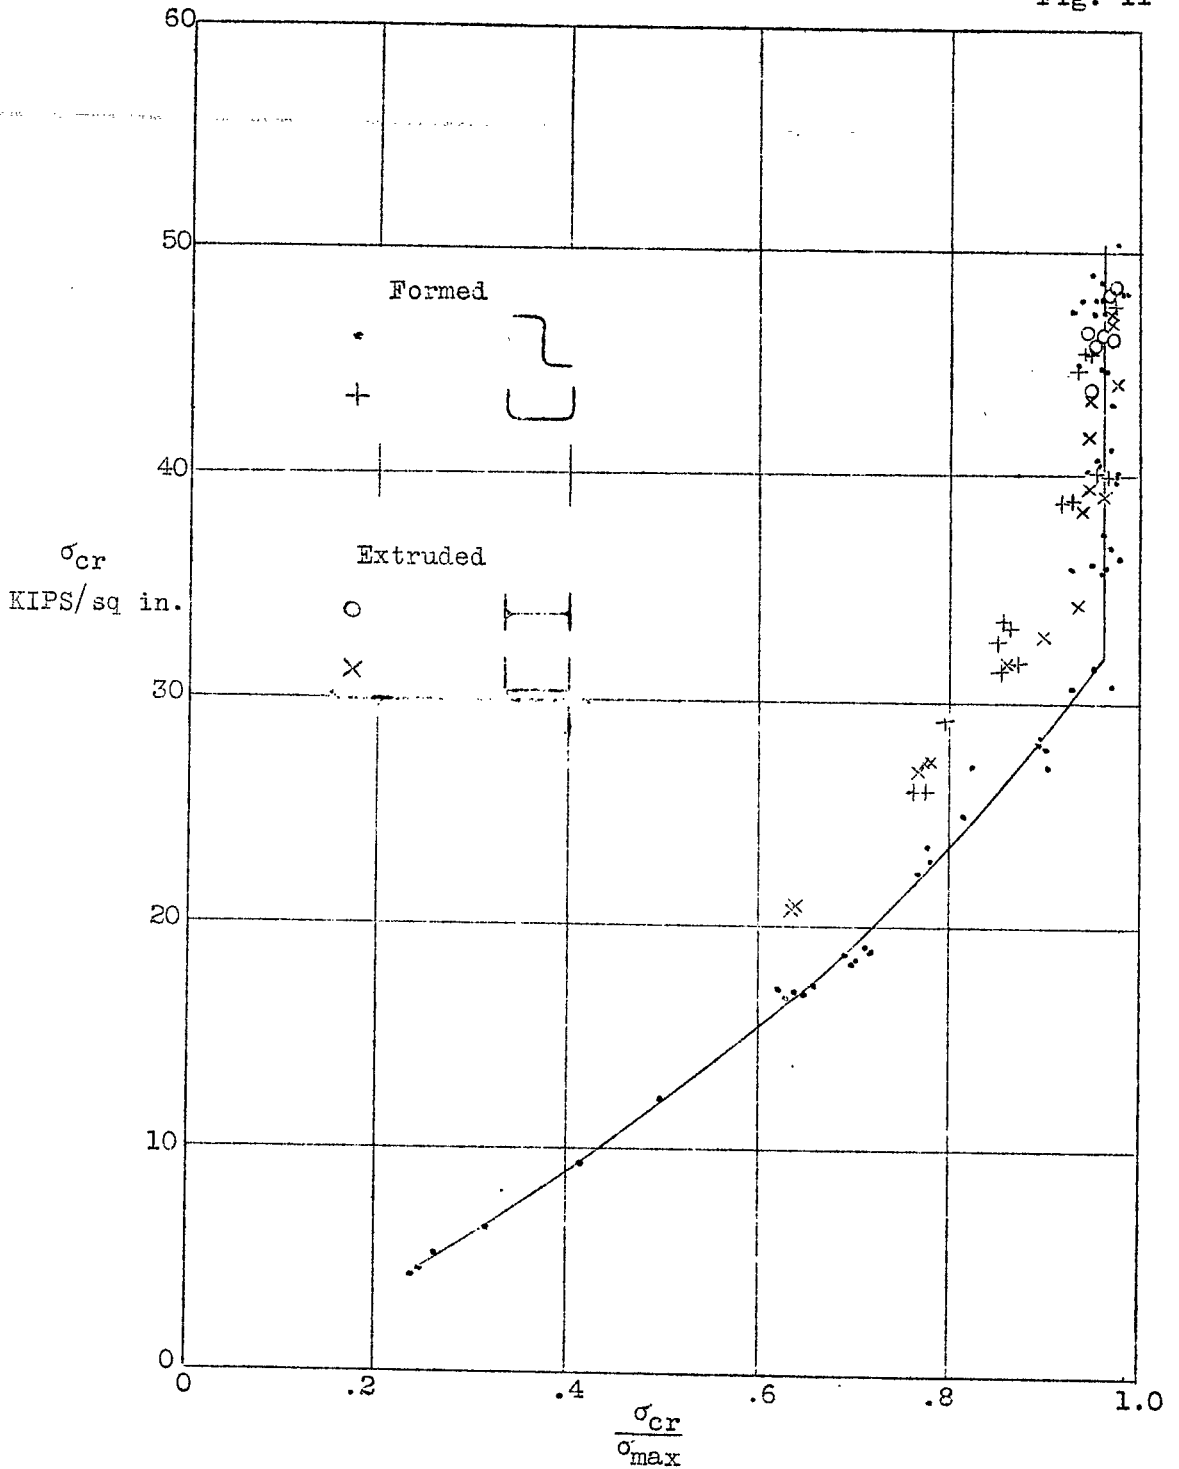 Fig. 11
60
50
Formed
40
σcr
KIPS/sq in.
Extruded
30
20
10
0
0 .2 .4 .6 .8 1.0
σcr
σmax